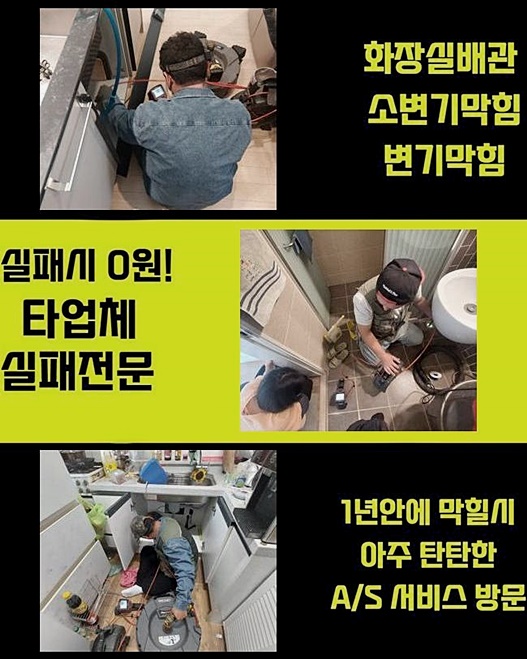 화장실배관
소변기막힘
변기막힘
실패시 0원!
타업체
실패전문
1년안에 막힐시
아주 탄탄한
A/S 서비스 방문